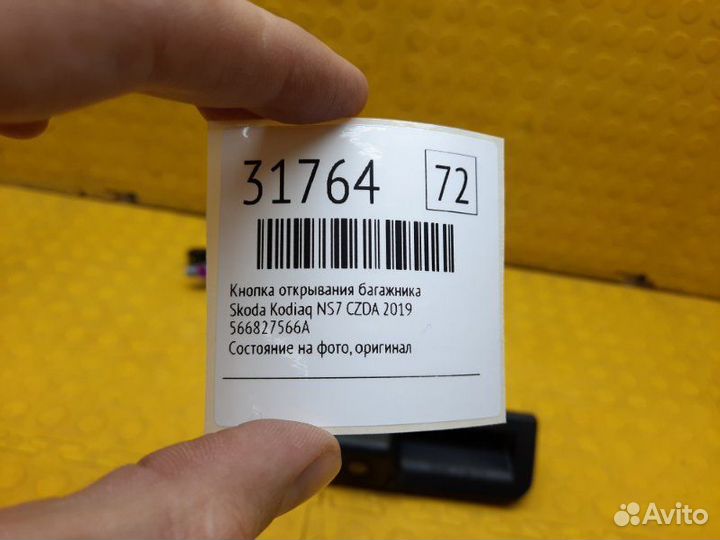 31764 72
Кнопка открывания багажника
Skoda Kodiaq NS7 CZDA 2019
566827566A
Состояние на фото, оригинал
Avito